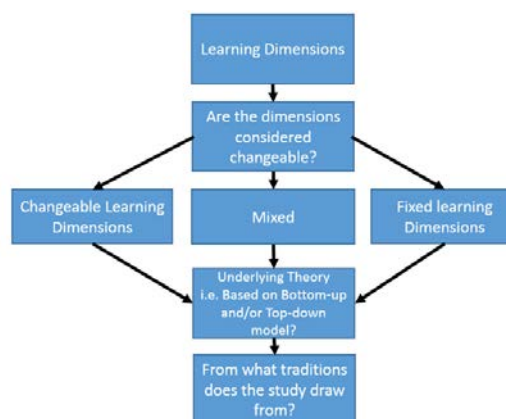 Learning Dimensions
Are the dimensions
considered
changeable?
Changeable Learning
Dimensions
Mixed
Fixed learning
Dimensions
Underlying Theory
i.e. Based on Bottom-up
and/or Top-down
model?
From what traditions
does the study draw
from?